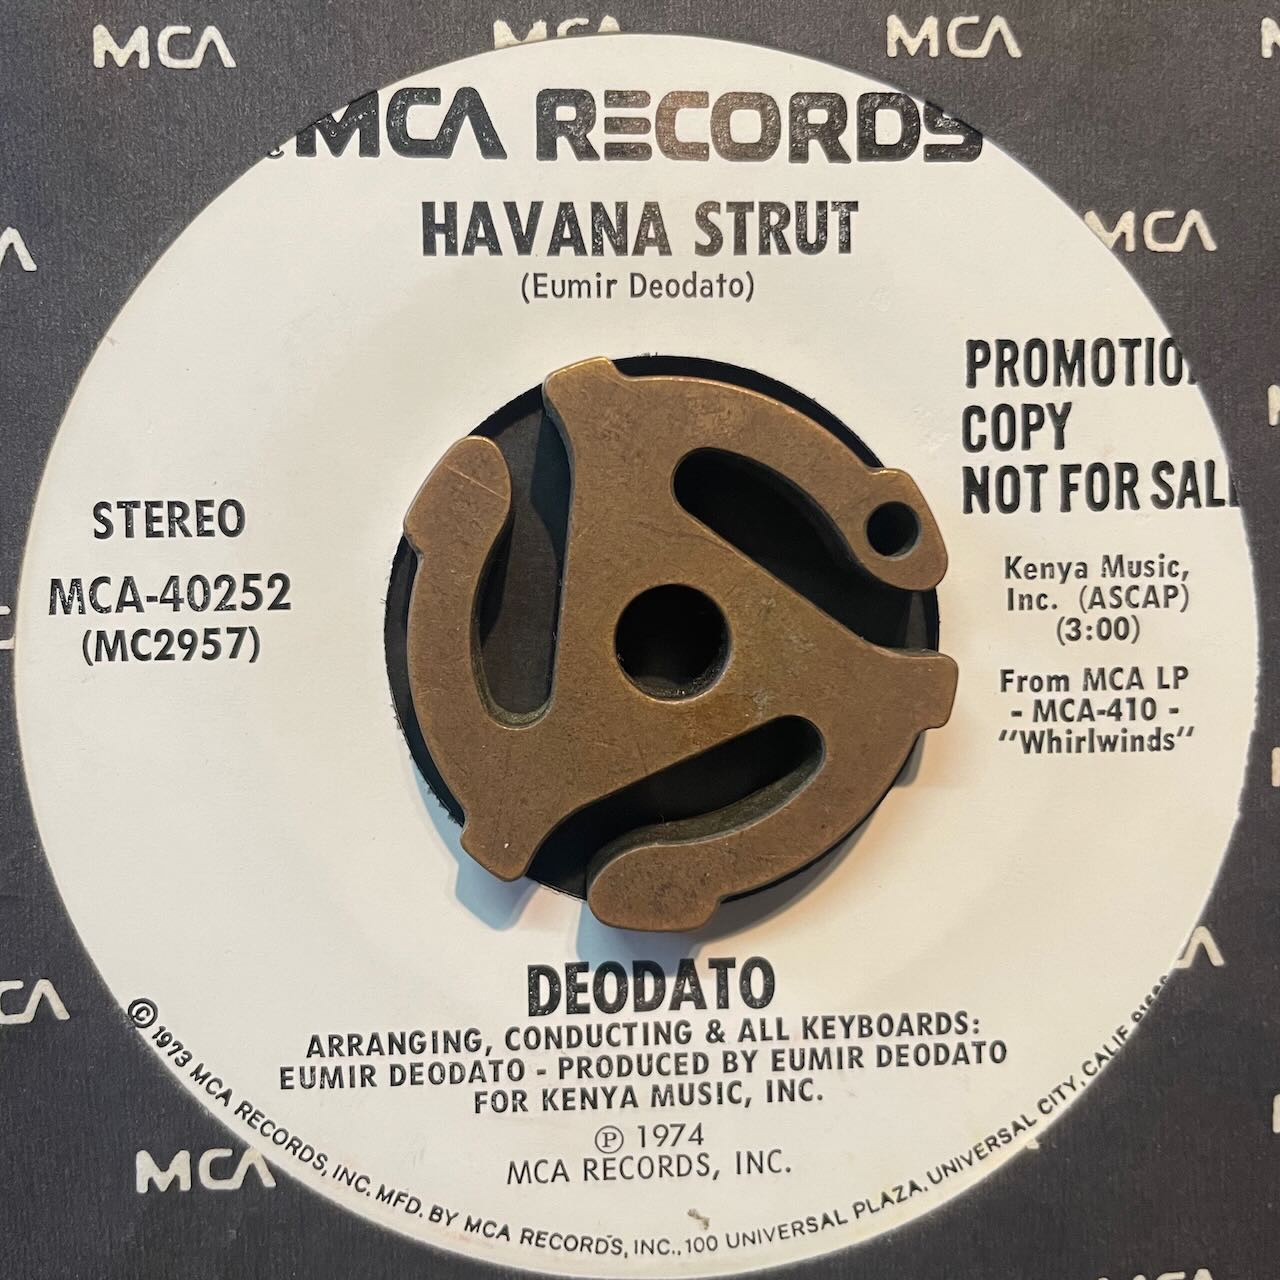 MCA
MCA
MCA
MCA RECORDS
HAVANA STRUT
(Eumir Deodato)
MCA
PROMOTIO
COPY
NOT FOR SAL
STEREO
MCA-40252
(MC2957)
Kenya Music,
Inc. (ASCAP)
(3:00)
From MCA LP
- MCA-410 -
"Whirlwinds"
DEODATO
ARRANGING, CONDUCTING & ALL KEYBOARDS:
EUMIR DEODATO - PRODUCED BY EUMIR DEODATO
FOR KENYA MUSIC, INC.
℗ 1974
MCA RECORDS, INC.
© 1973 MCA RECORDS, INC. MFD. BY MCA RECORDS, INC., 100 UNIVERSAL PLAZA, UNIVERSAL CITY, CALIF.
CA
MCA
MCA